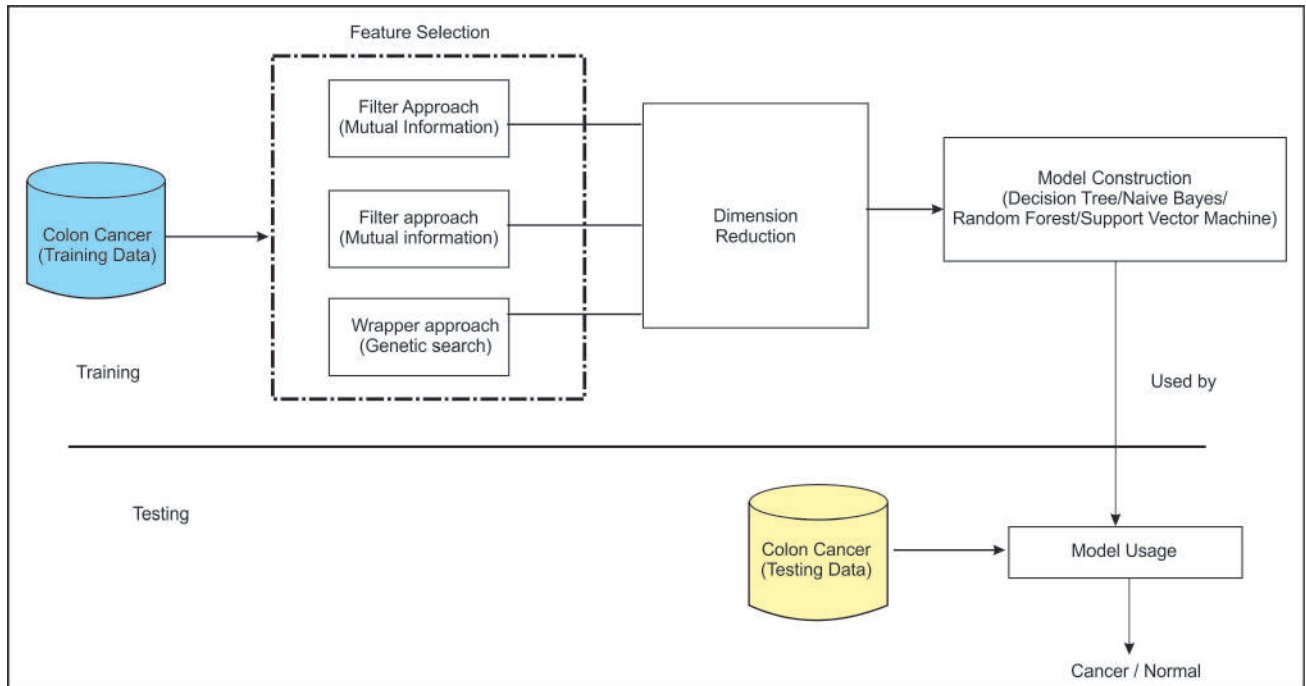 Feature Selection
Filter Approach
(Mutual Information)
Filter approach
(Mutual information)
Wrapper approach
(Genetic search)
Colon Cancer
(Training Data)
Dimension
Reduction
Model Construction
(Decision Tree/Naive Bayes/
Random Forest/Support Vector Machine)
Training
Used by
Testing
Colon Cancer
(Testing Data)
Model Usage
Cancer / Normal